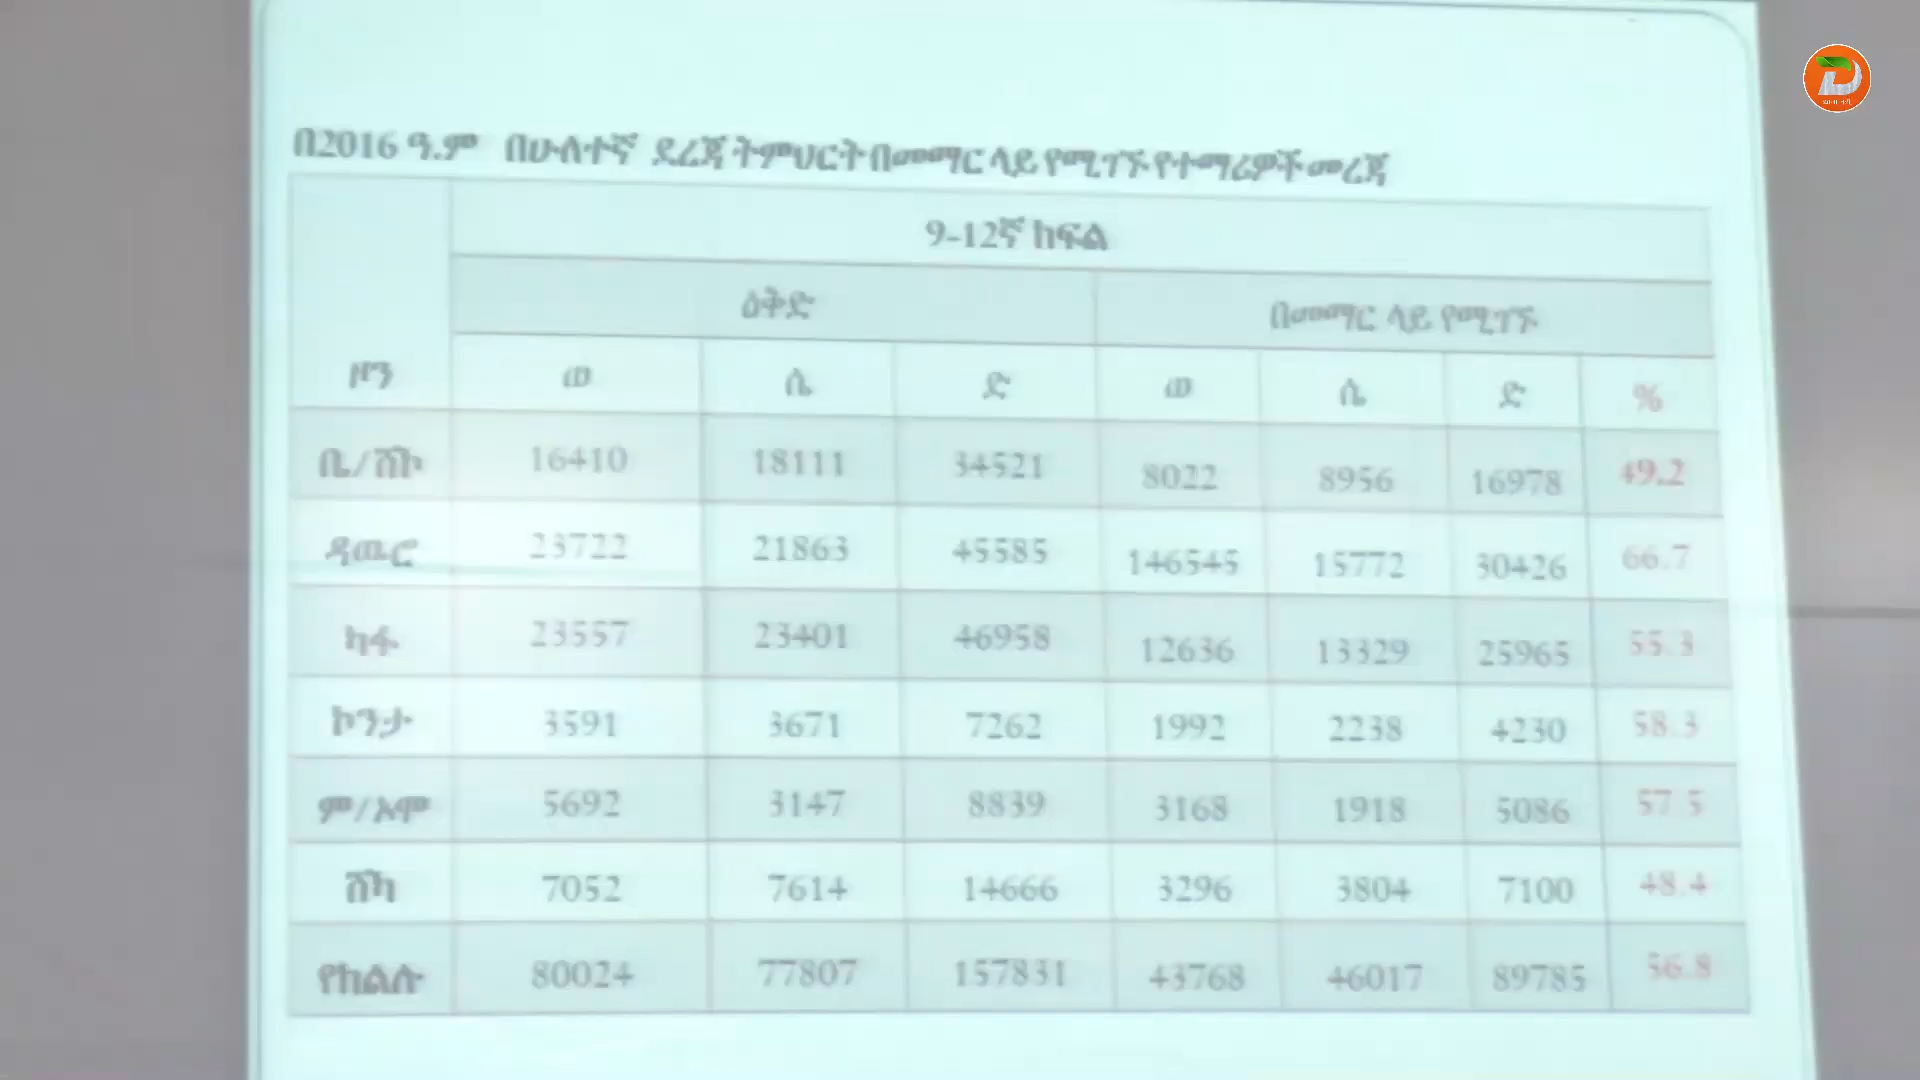 በ2016 ዓ.ም በሁለተኛ ደረጃ ትምህርት በመማር ላይ የሚገኙ የተማሪዎች መረጃ
9-12ኛ ክፍል
ዕቅድ በመማር ላይ የሚገኙ
ዞን ወ ሴ ድ ወ ሴ ድ %
ቤ/ሸኮ 16410 18111 34521 8022 8956 16978 49.2
ዳዉሮ 23722 21863 45585 146545 15772 30426 66.7
ካፋ 23557 23401 46958 12636 13329 25965 55.3
ኮንታ 3591 3671 7262 1992 2238 4230 58.3
ም/ኦሞ 5692 3147 8839 3168 1918 5086 57.5
ሸካ 7052 7614 14666 3296 3804 7100 48.4
የክልሉ 80024 77807 157831 43768 46017 89785 56.8